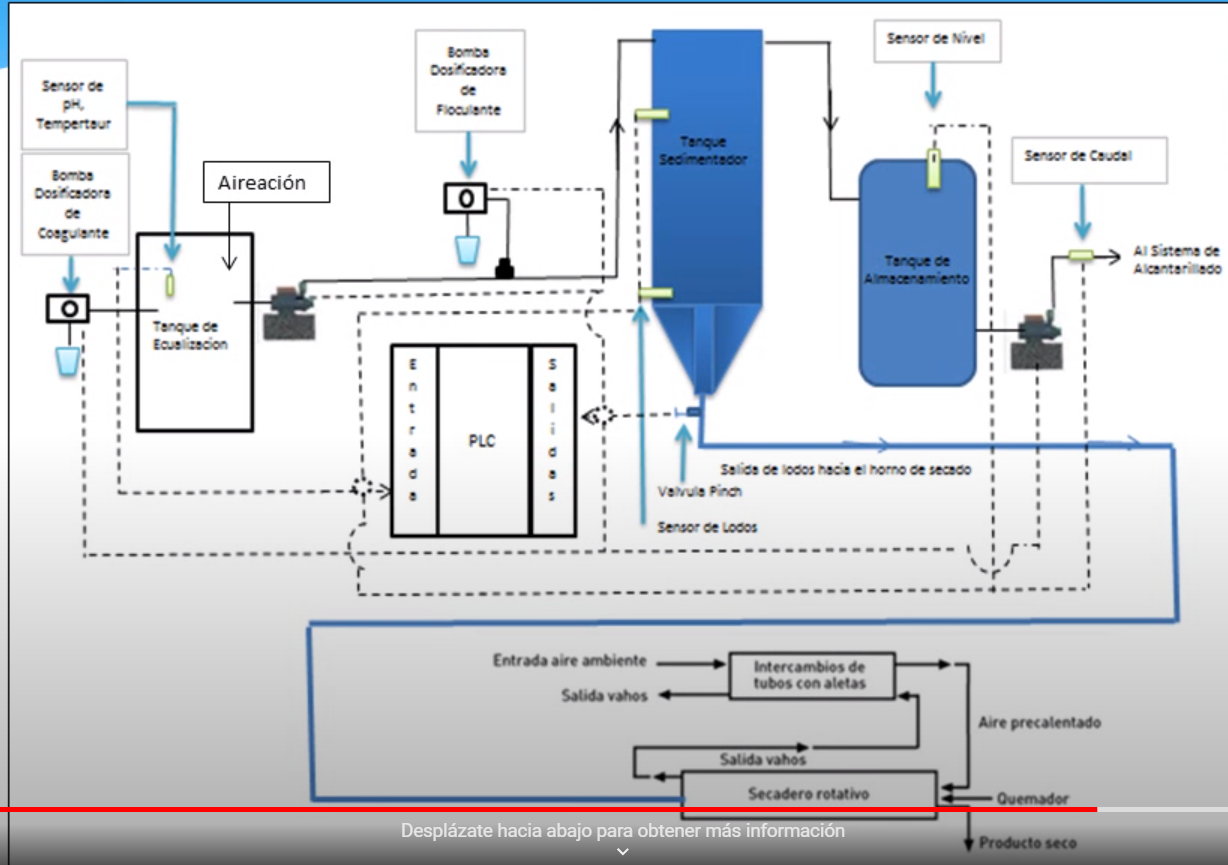 Sensor de
pH,
Tempertaur
Bomba
Dosificadora
de
Coagulante
Aireación
Bomba
Dosificadora
de
Floculante
Tanque
Sedimentador
Sensor de Nivel
Sensor de Caudal
Al Sistema de
Alcantarillado
Tanque de
Almacenamiento
Tanque de
Ecualizacion
Entrada
PLC
Salidas
Salida de lodos hacia el horno de secado
Valvula Pinch
Sensor de Lodos
Entrada aire ambiente
Intercambios de
tubos con aletas
Salida vahos
Aire precalentado
Salida vahos
Secadero rotativo
Quemador
Producto seco
Desplázate hacia abajo para obtener más información